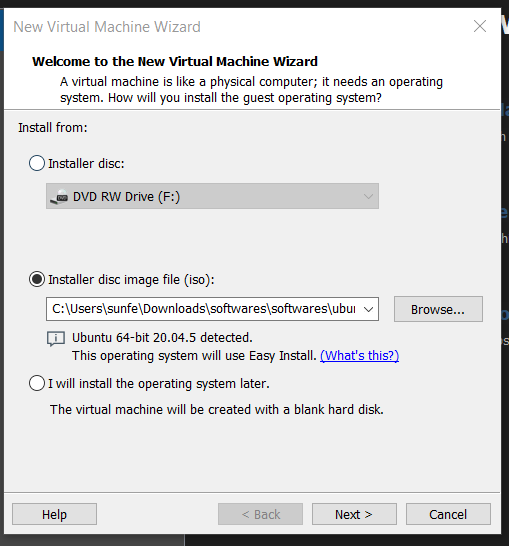 New Virtual Machine Wizard
Welcome to the New Virtual Machine Wizard
A virtual machine is like a physical computer; it needs an operating
system. How will you install the guest operating system?
Install from:
Installer disc:
DVD RW Drive (F:)
Installer disc image file (iso):
C:\Users\sunfe\Downloads\softwares\softwares\ubu
Browse...
Ubuntu 64-bit 20.04.5 detected.
This operating system will use Easy Install. (What's this?)
I will install the operating system later.
The virtual machine will be created with a blank hard disk.
Help
< Back
Next >
Cancel